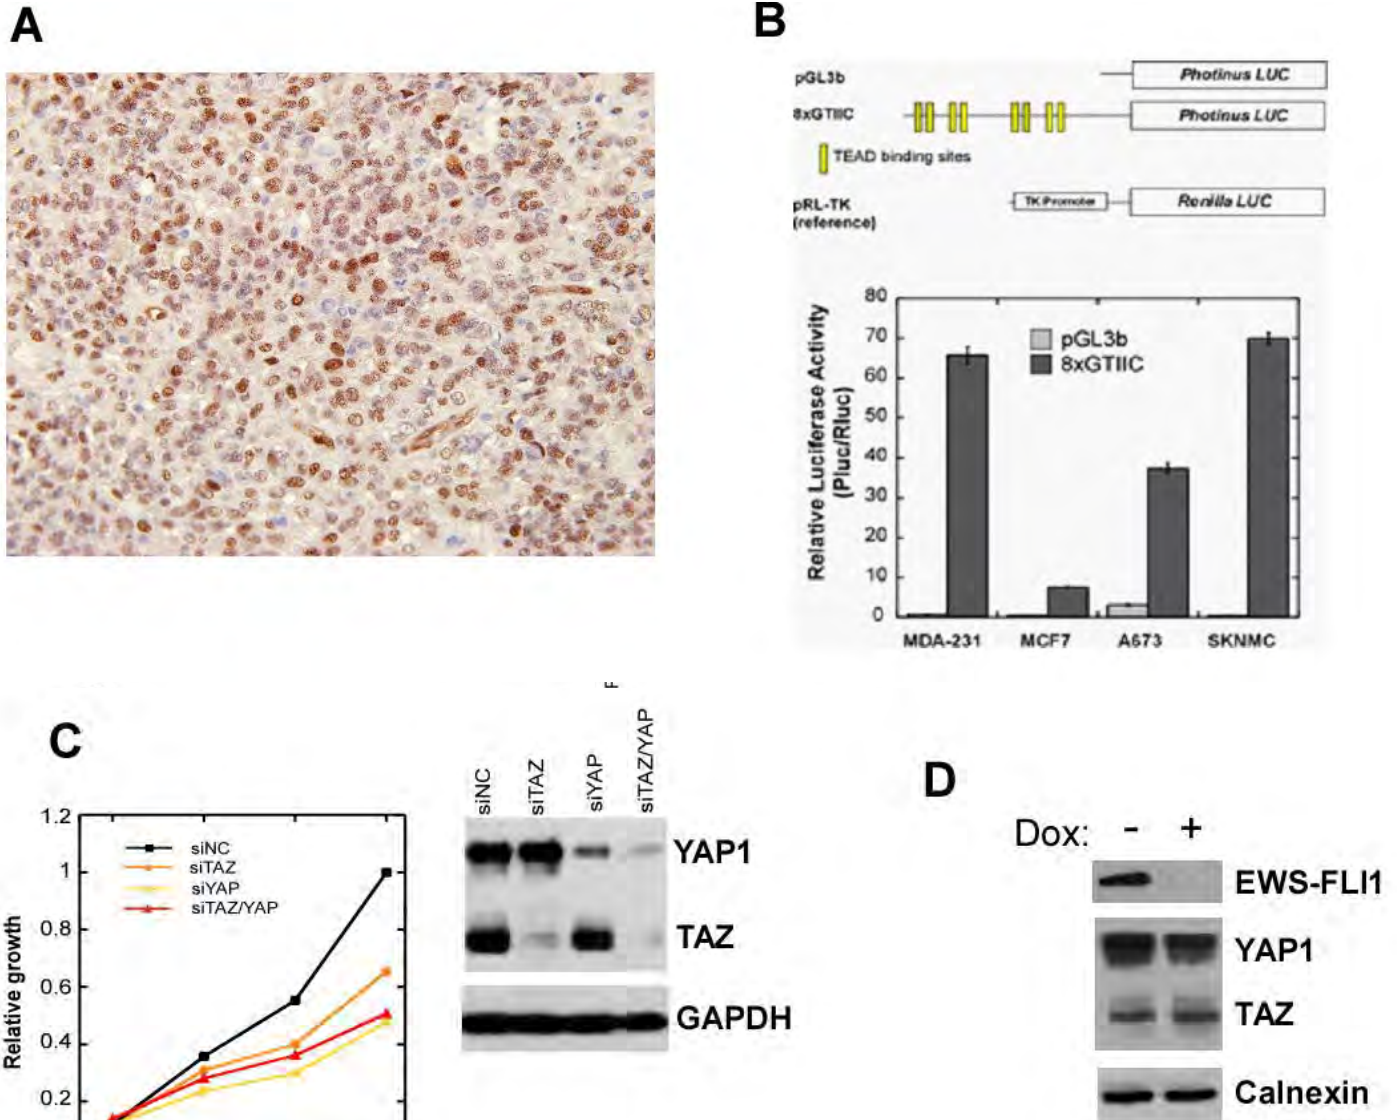 A
B
pGL3b
Photinus LUC
8xGTIIC
Photinus LUC
TEAD binding sites
pRL-TK
(reference)
TK Promoter
Renilla LUC
Relative Luciferase Activity
(Pluc/Rluc)
80
70
60
50
40
30
20
10
0
pGL3b
8xGTIIC
MDA-231
MCF7
A673
SKNMC
C
Relative growth
1.2
1
0.8
0.6
0.4
0.2
siNC
siTAZ
siYAP
siTAZ/YAP
siNC
siTAZ
siYAP
siTAZ/YAP
YAP1
TAZ
GAPDH
D
Dox: - +
EWS-FLI1
YAP1
TAZ
Calnexin